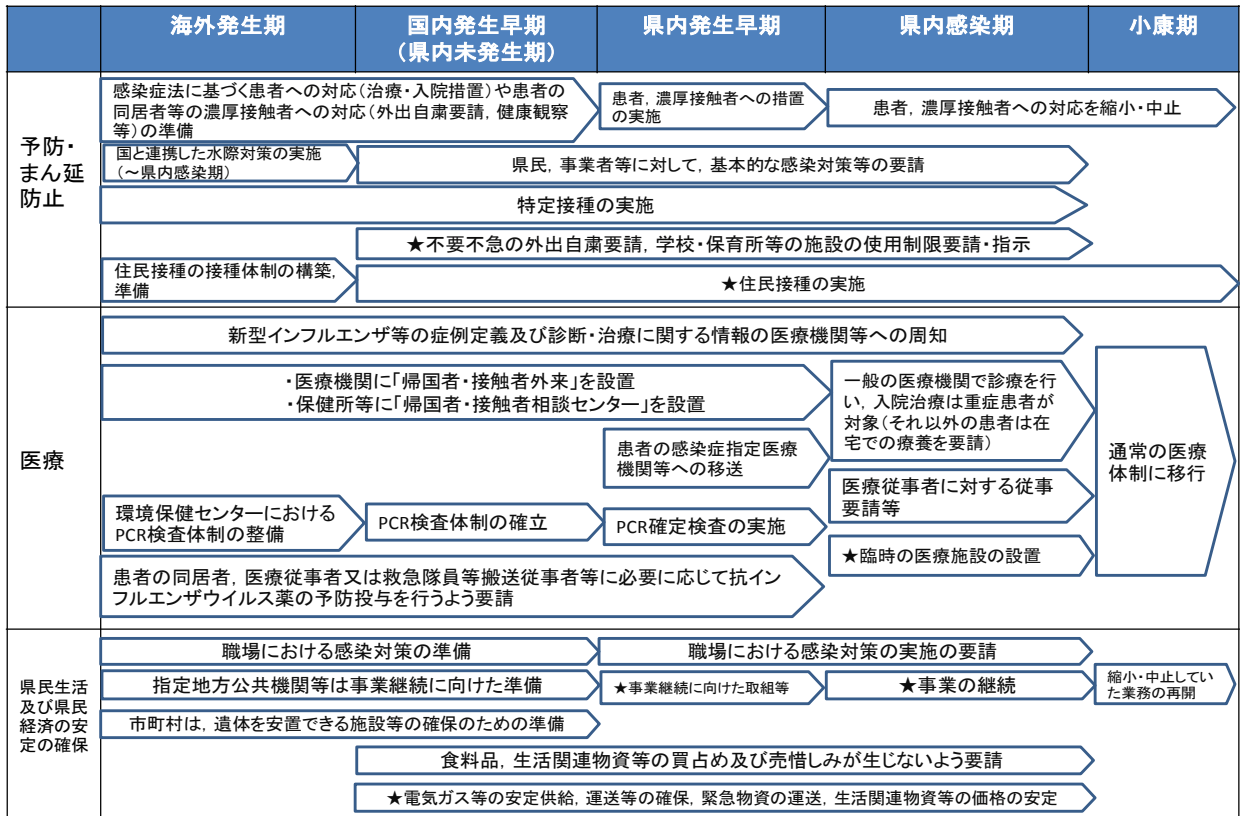 海外発生期
国内発生早期
(県内未発生期)
県内発生早期
県内感染期
小康期
予防・
まん延
防止
感染症法に基づく患者への対応(治療・入院措置)や患者の
同居者等の濃厚接触者への対応(外出自粛要請，健康観察
等)の準備
患者，濃厚接触者への措置
の実施
患者，濃厚接触者への対応を縮小・中止
国と連携した水際対策の実施
(～県内感染期)
県民，事業者等に対して，基本的な感染対策等の要請
特定接種の実施
★不要不急の外出自粛要請，学校・保育所等の施設の使用制限要請・指示
住民接種の接種体制の構築，
準備
★住民接種の実施
医療
新型インフルエンザ等の症例定義及び診断・治療に関する情報の医療機関等への周知
・医療機関に「帰国者・接触者外来」を設置
・保健所等に「帰国者・接触者相談センター」を設置
一般の医療機関で診療を行
い，入院治療は重症患者が
対象(それ以外の患者は在
宅での療養を要請)
通常の医療
体制に移行
患者の感染症指定医療
機関等への移送
医療従事者に対する従事
要請等
環境保健センターにおける
PCR検査体制の整備
PCR検査体制の確立
PCR確定検査の実施
★臨時の医療施設の設置
患者の同居者，医療従事者又は救急隊員等搬送従事者等に必要に応じて抗イン
フルエンザウイルス薬の予防投与を行うよう要請
県民生活
及び県民
経済の安
定の確保
職場における感染対策の準備
職場における感染対策の実施の要請
指定地方公共機関等は事業継続に向けた準備
★事業継続に向けた取組等
★事業の継続
縮小・中止してい
た業務の再開
市町村は，遺体を安置できる施設等の確保のための準備
食料品，生活関連物資等の買占め及び売惜しみが生じないよう要請
★電気ガス等の安定供給，運送等の確保，緊急物資の運送，生活関連物資等の価格の安定